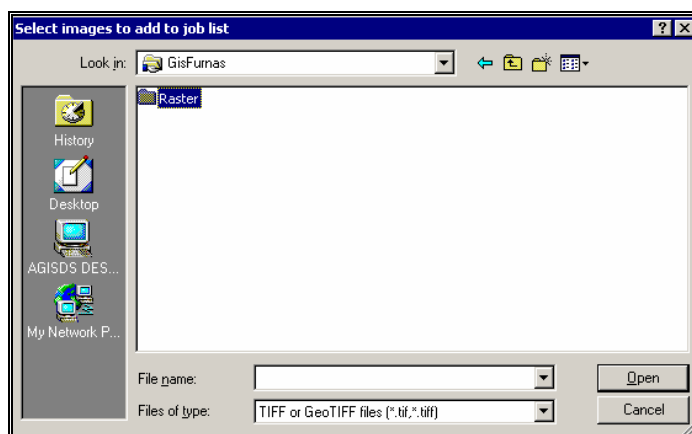 Select images to add to job list
Look in: GisFurnas
Raster
History
Desktop
AGISDS DES...
My Network P...
File name:
Open
Files of type: TIFF or GeoTIFF files (*.tif,*.tiff)
Cancel